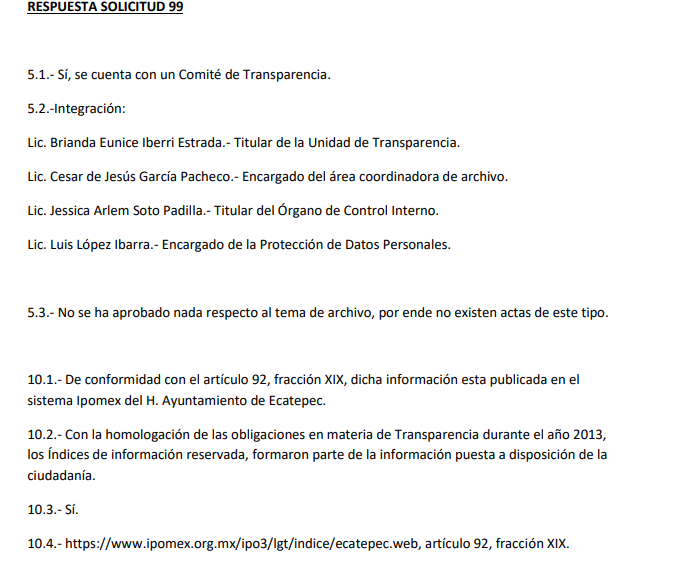 RESPUESTA SOLICITUD 99
5.1.- Sí, se cuenta con un Comité de Transparencia.
5.2.-Integración:
Lic. Brianda Eunice Iberri Estrada.- Titular de la Unidad de Transparencia.
Lic. Cesar de Jesús García Pacheco.- Encargado del área coordinadora de archivo.
Lic. Jessica Arlem Soto Padilla.- Titular del Órgano de Control Interno.
Lic. Luis López Ibarra.- Encargado de la Protección de Datos Personales.
5.3.- No se ha aprobado nada respecto al tema de archivo, por ende no existen actas de este tipo.
10.1.- De conformidad con el artículo 92, fracción XIX, dicha información esta publicada en el
sistema Ipomex del H. Ayuntamiento de Ecatepec.
10.2.- Con la homologación de las obligaciones en materia de Transparencia durante el año 2013,
los Índices de información reservada, formaron parte de la información puesta a disposición de la
ciudadanía.
10.3.- Sí.
10.4.- https://www.ipomex.org.mx/ipo3/lgt/indice/ecatepec.web, artículo 92, fracción XIX.